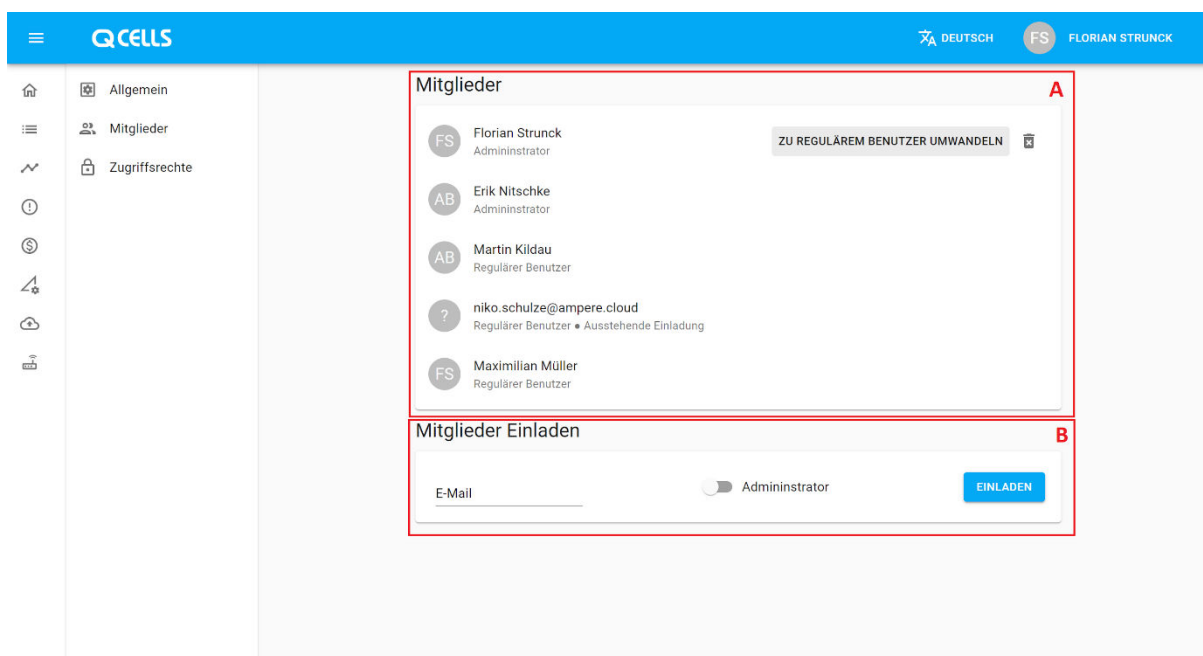 QCELLS
DEUTSCH
FS
FLORIAN STRUNCK
Allgemein
Mitglieder
Zugriffsrechte
Mitglieder
A
FS
Florian Strunck
Admininstrator
ZU REGULÄREM BENUTZER UMWANDELN
AB
Erik Nitschke
Admininstrator
AB
Martin Kildau
Regulärer Benutzer
?
niko.schulze@ampere.cloud
Regulärer Benutzer ● Ausstehende Einladung
FS
Maximilian Müller
Regulärer Benutzer
Mitglieder Einladen
B
E-Mail
Admininstrator
EINLADEN